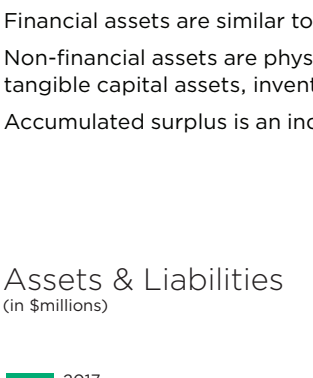 Financial assets are similar to
Non-financial assets are phys
tangible capital assets, invent
Accumulated surplus is an ind
Assets & Liabilities
(in $millions)
2017